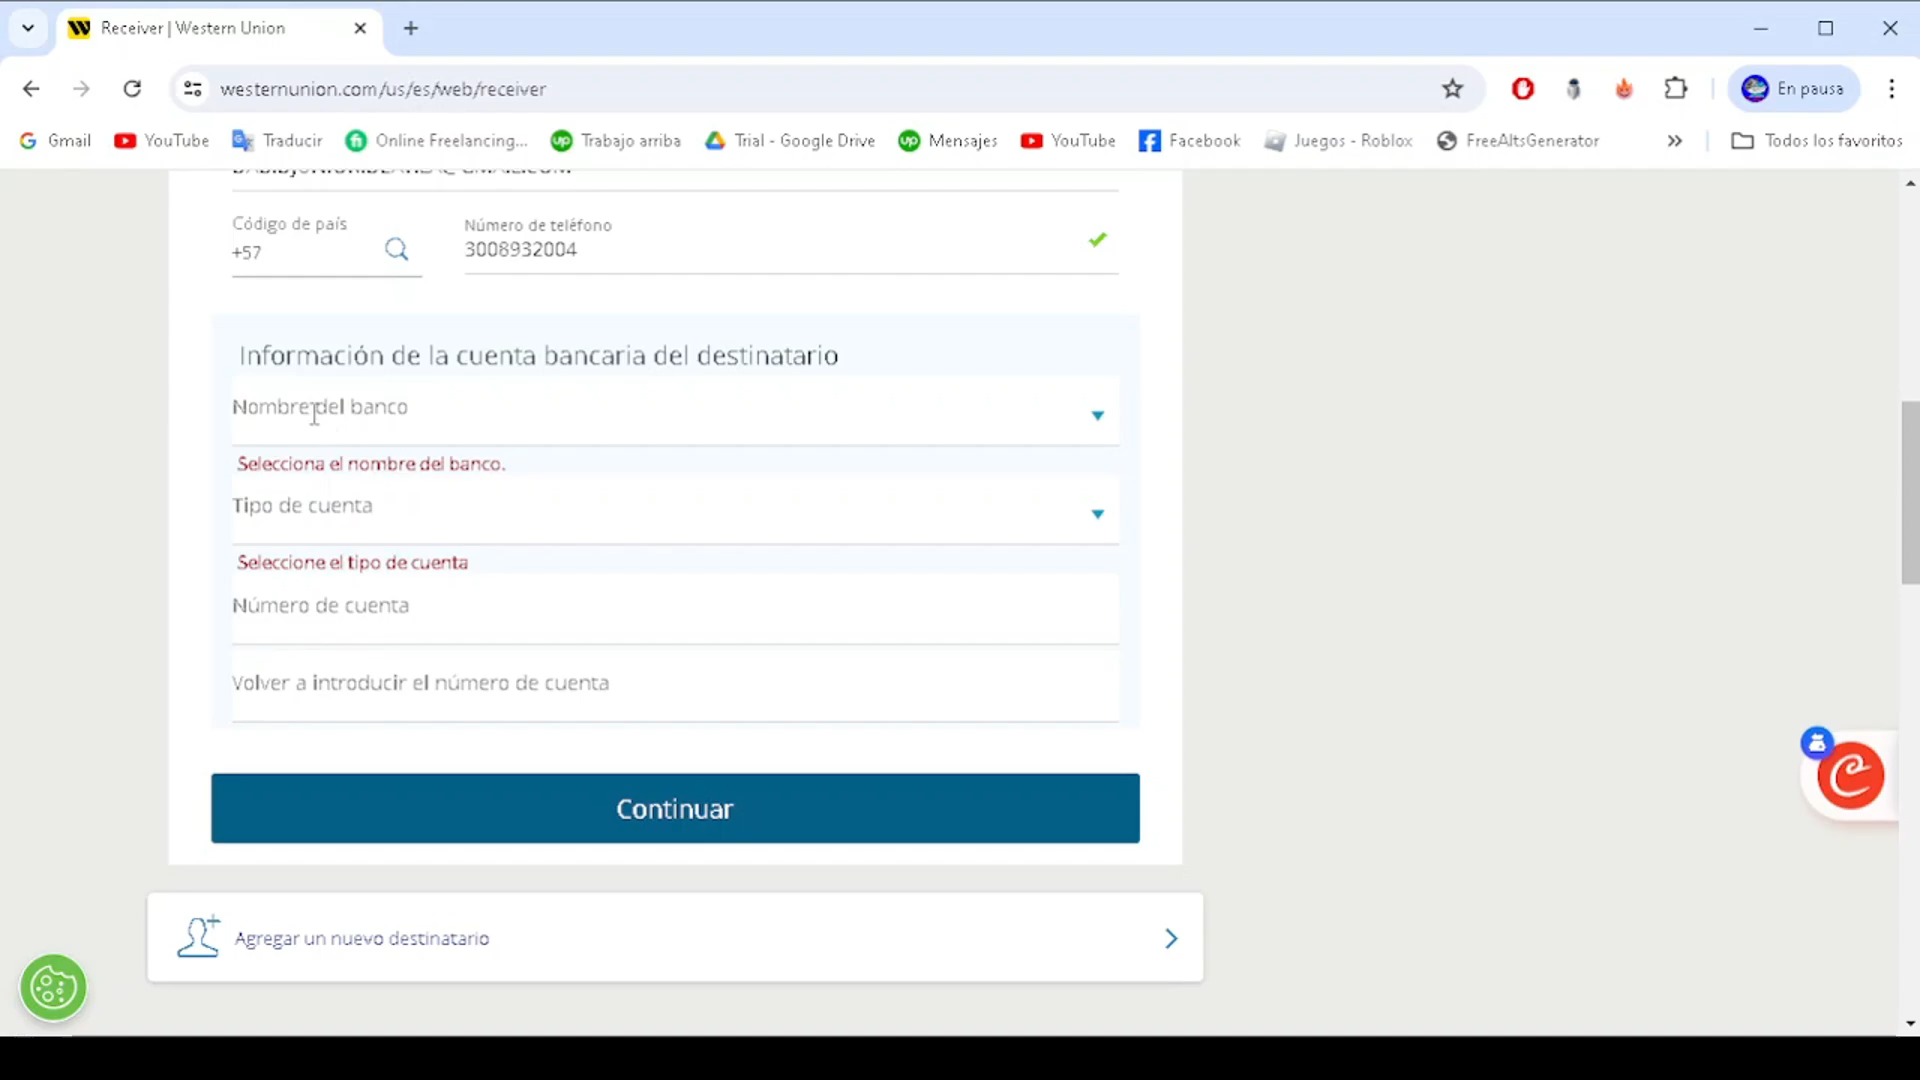 Receiver | Western Union
westernunion.com/us/es/web/receiver
En pausa
Gmail
YouTube
Traducir
Online Freelancing...
Trabajo arriba
Trial - Google Drive
Mensajes
YouTube
Facebook
Juegos - Roblox
FreeAltsGenerator
Todos los favoritos
Código de país
+57
Número de teléfono
3008932004
Información de la cuenta bancaria del destinatario
Nombre del banco
Selecciona el nombre del banco.
Tipo de cuenta
Seleccione el tipo de cuenta
Número de cuenta
Volver a introducir el número de cuenta
Continuar
Agregar un nuevo destinatario